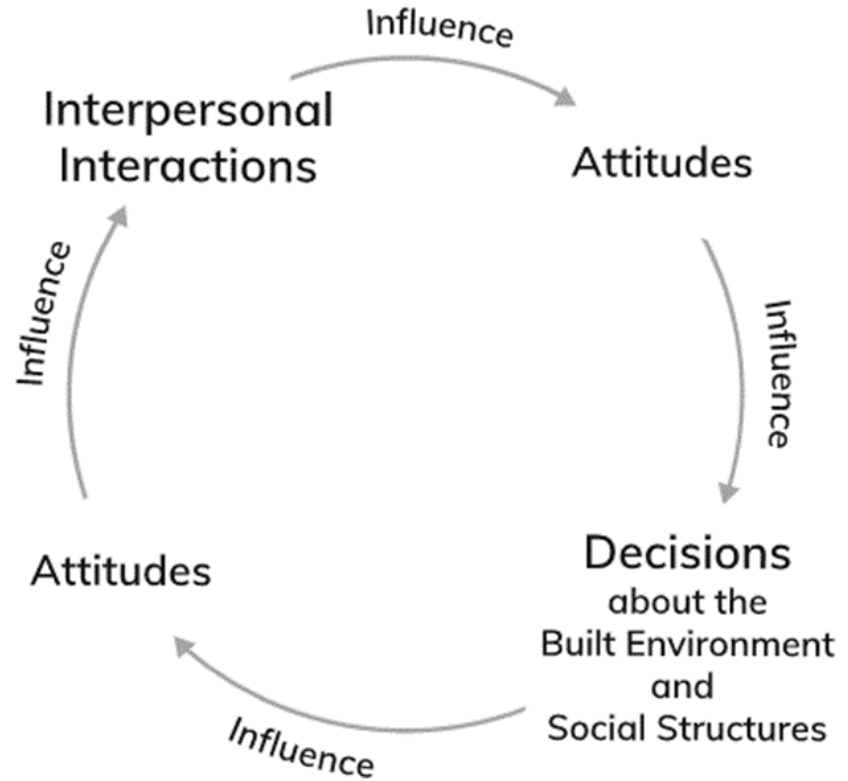 Influence
Interpersonal
Interactions
Attitudes
Influence
Influence
Decisions
about the
Built Environment
and
Social Structures
Attitudes
Influence